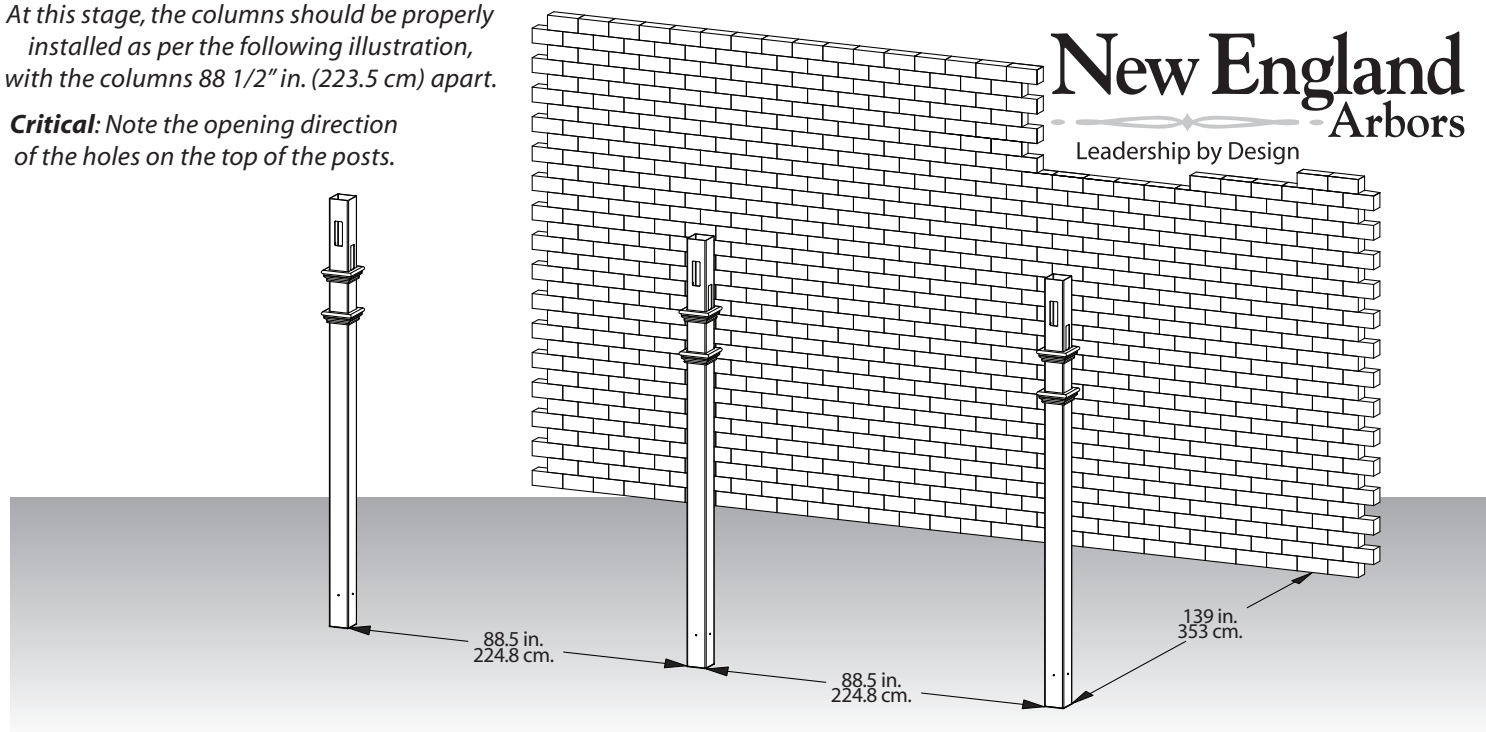 At this stage, the columns should be properly
installed as per the following illustration,
with the columns 88 1/2” in. (223.5 cm) apart.
Critical: Note the opening direction
of the holes on the top of the posts.
New England
Arbors
Leadership by Design
139 in.
353 cm.
88.5 in.
224.8 cm.
88.5 in.
224.8 cm.